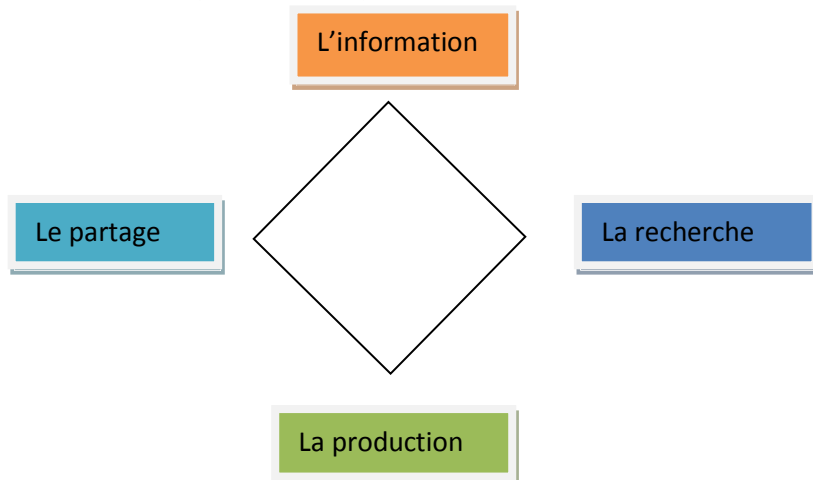 L’information
Le partage
La recherche
La production